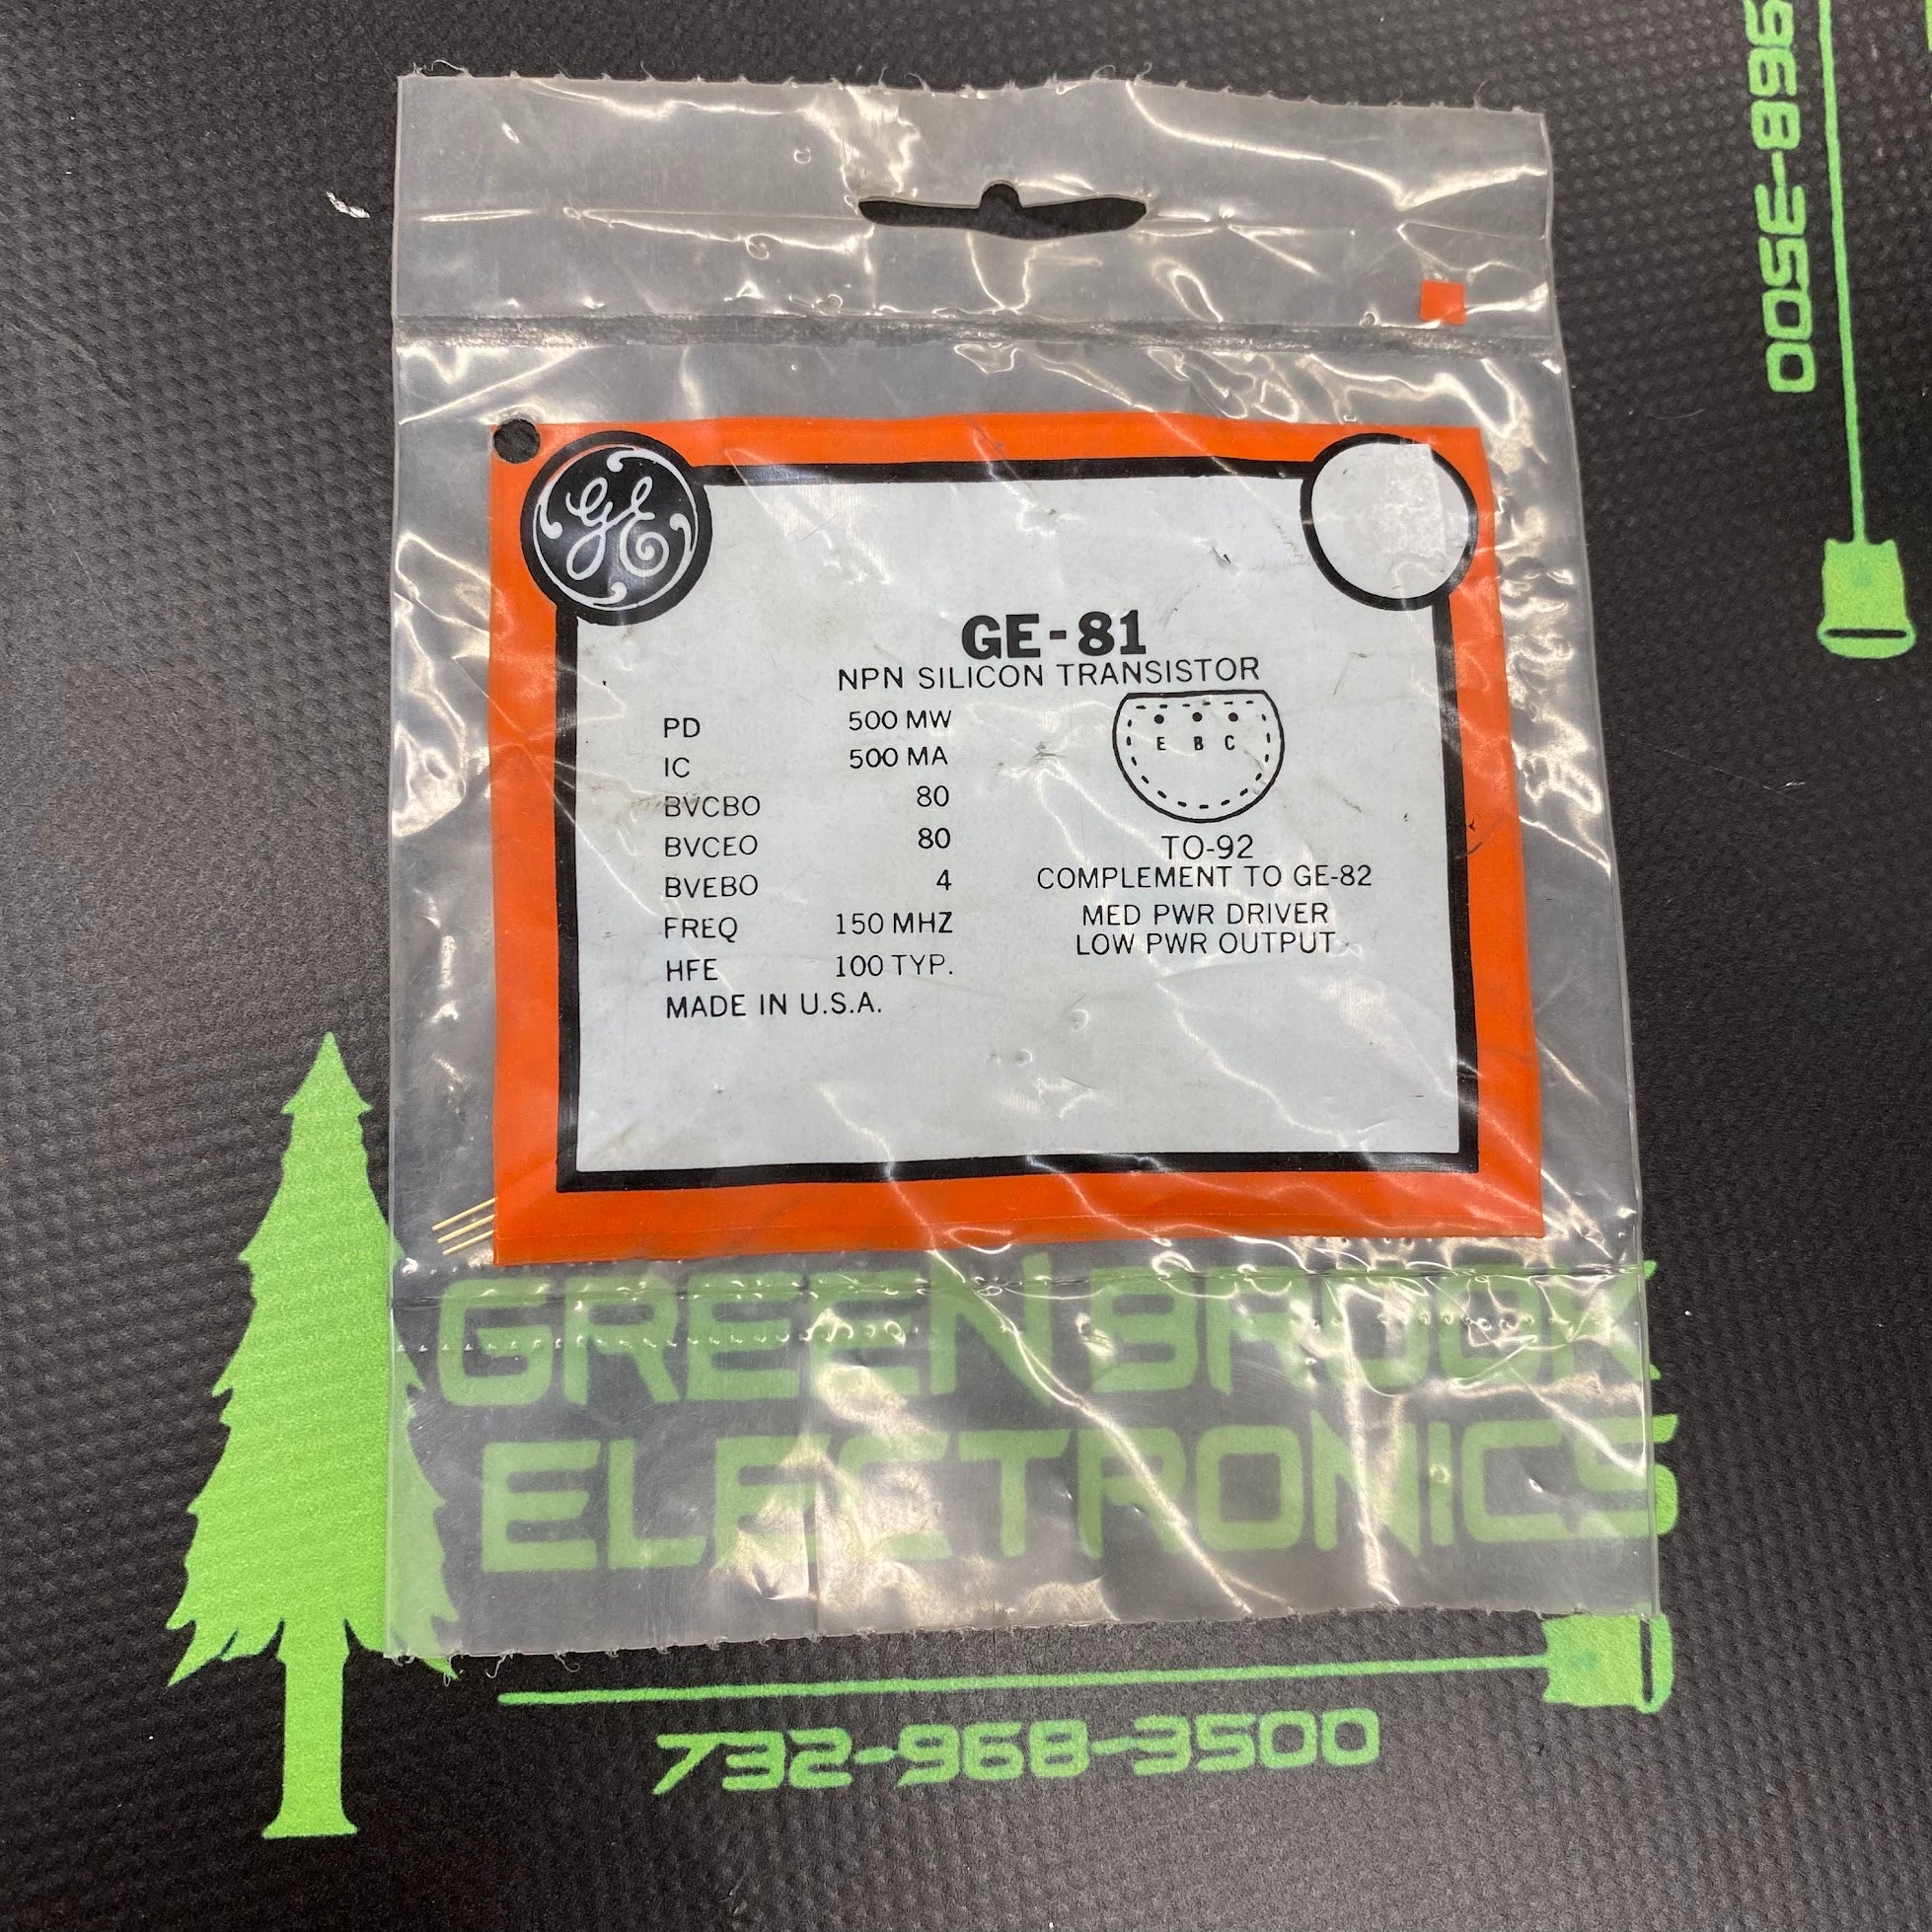 968-3500
GE
GE-81
NPN SILICON TRANSISTOR
PD 500 MW
IC 500 MA
BVCBO 80
BVCEO 80
BVEBO 4
FREQ 150 MHZ
HFE 100 TYP.
MADE IN U.S.A.
E B C
TO-92
COMPLEMENT TO GE-82
MED PWR DRIVER
LOW PWR OUTPUT
GREEN BROOK
ELECTRONICS
732-968-3500